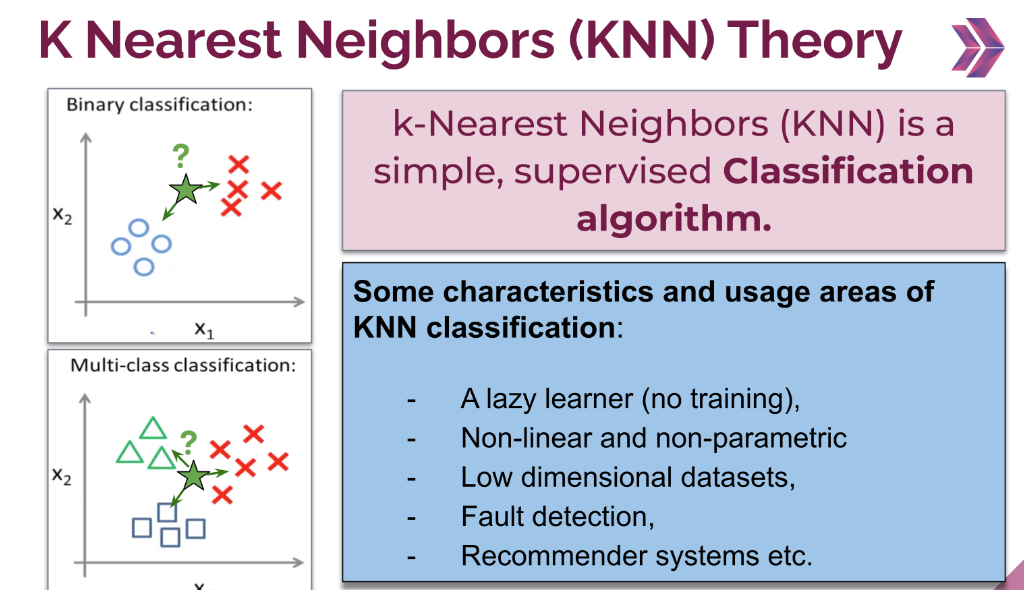 K Nearest Neighbors (KNN) Theory
Binary classification:
?
x2
x1
Multi-class classification:
?
x2
k-Nearest Neighbors (KNN) is a
simple, supervised Classification
algorithm.
Some characteristics and usage areas of
KNN classification:
- A lazy learner (no training),
- Non-linear and non-parametric
- Low dimensional datasets,
- Fault detection,
- Recommender systems etc.